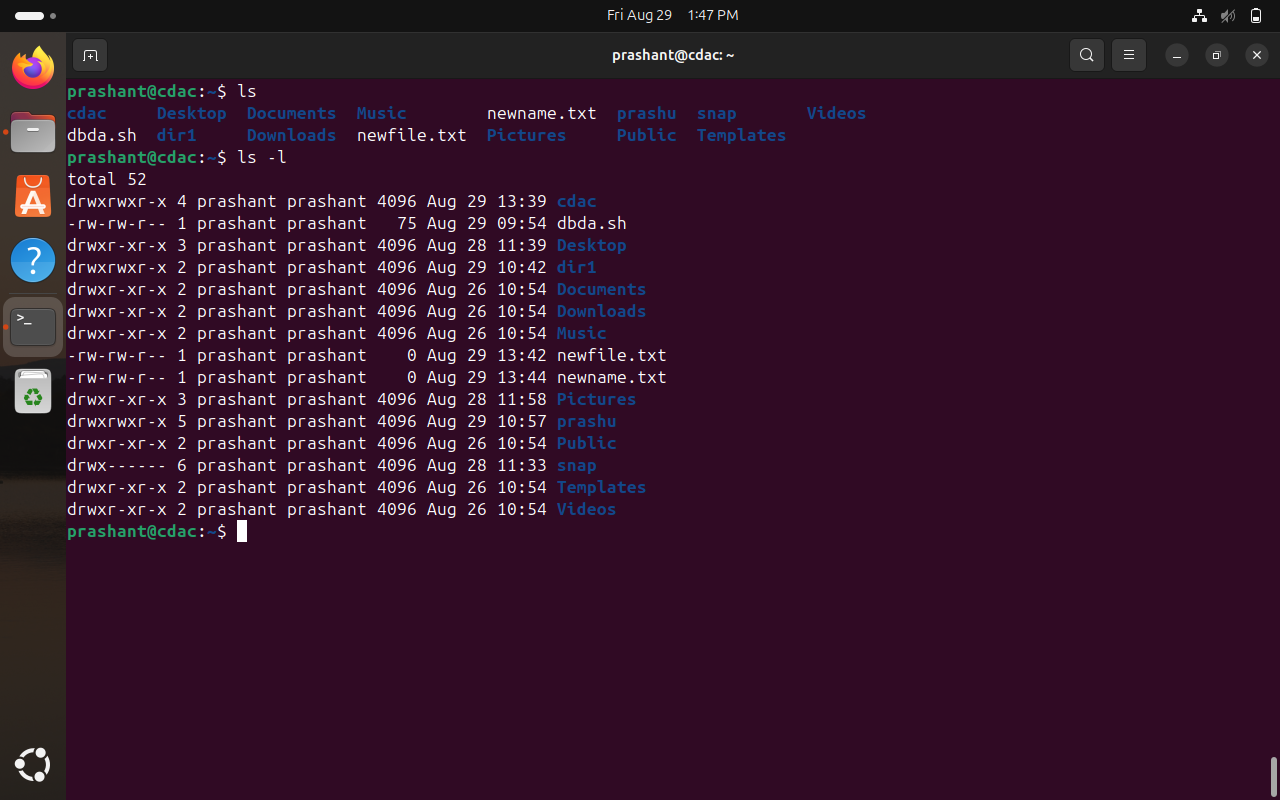 Fri Aug 29 1:47 PM
prashant@cdac: ~
prashant@cdac:~$ ls
cdac Desktop Documents Music newname.txt prashu snap Videos
dbda.sh dir1 Downloads newfile.txt Pictures Public Templates
prashant@cdac:~$ ls -l
total 52
drwxrwxr-x 4 prashant prashant 4096 Aug 29 13:39 cdac
-rw-rw-r-- 1 prashant prashant 75 Aug 29 09:54 dbda.sh
drwxr-xr-x 3 prashant prashant 4096 Aug 28 11:39 Desktop
drwxrwxr-x 2 prashant prashant 4096 Aug 29 10:42 dir1
drwxr-xr-x 2 prashant prashant 4096 Aug 26 10:54 Documents
drwxr-xr-x 2 prashant prashant 4096 Aug 26 10:54 Downloads
drwxr-xr-x 2 prashant prashant 4096 Aug 26 10:54 Music
-rw-rw-r-- 1 prashant prashant 0 Aug 29 13:42 newfile.txt
-rw-rw-r-- 1 prashant prashant 0 Aug 29 13:44 newname.txt
drwxr-xr-x 3 prashant prashant 4096 Aug 28 11:58 Pictures
drwxrwxr-x 5 prashant prashant 4096 Aug 29 10:57 prashu
drwxr-xr-x 2 prashant prashant 4096 Aug 26 10:54 Public
drwx------ 6 prashant prashant 4096 Aug 28 11:33 snap
drwxr-xr-x 2 prashant prashant 4096 Aug 26 10:54 Templates
drwxr-xr-x 2 prashant prashant 4096 Aug 26 10:54 Videos
prashant@cdac:~$